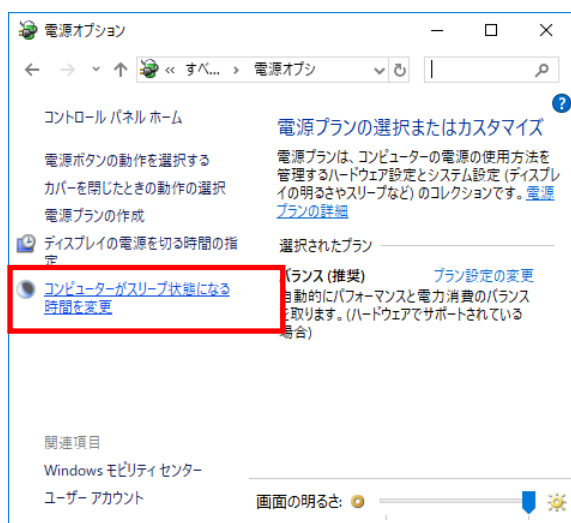 電源オプション
« すべ... › 電源オプシ
コントロール パネル ホーム
電源ボタンの動作を選択する
カバーを閉じたときの動作の選択
電源プランの作成
ディスプレイの電源を切る時間の指
定
コンピューターがスリープ状態になる
時間を変更
関連項目
Windows モビリティ センター
ユーザー アカウント
電源プランの選択またはカスタマイズ
電源プランは、コンピューターの電源の使用方法を
管理するハードウェア設定とシステム設定 (ディスプレ
イの明るさやスリープなど) のコレクションです。電源
プランの詳細
選択されたプラン
バランス (推奨) プラン設定の変更
自動的にパフォーマンスと電力消費のバランス
を取ります。(ハードウェアでサポートされている
場合)
画面の明るさ: